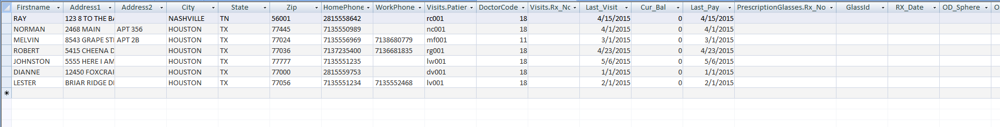 Firstname Address1 Address2 City State Zip HomePhone WorkPhone Visits.Patier DoctorCode Visits.Rx_Nc Last_Visit Cur_Bal Last_Pay PrescriptionGlasses.Rx_No GlassId RX_Date OD_Sphere O
RAY 123 8 TO THE BA NASHVILLE TN 56001 2815558642 rc001 18 4/15/2015 0 4/15/2015
NORMAN 2468 MAIN APT 356 HOUSTON TX 77445 7135550989 nc001 18 4/1/2015 0 4/1/2015
MELVIN 8543 GRAPE STI APT 2B HOUSTON TX 77024 7135556969 7138680779 mf001 11 3/1/2015 0 3/1/2015
ROBERT 5415 CHEENA D HOUSTON TX 77036 7137235400 7136681835 rg001 18 4/23/2015 0 4/23/2015
JOHNSTON 5555 HERE I AM HOUSTON TX 77777 7135551235 lw001 18 5/6/2015 0 5/6/2015
DIANNE 12450 FOXCRAF HOUSTON TX 77000 2815559753 dv001 18 1/1/2015 0 1/1/2015
LESTER BRIAR RIDGE DI HOUSTON TX 77056 7135551234 7135552468 lv001 18 2/1/2015 0 2/1/2015